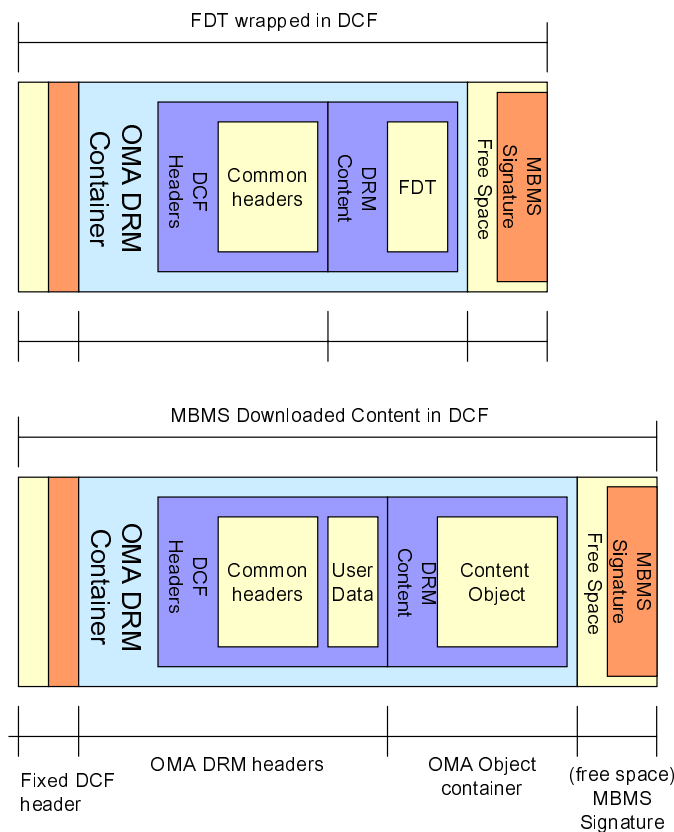 FDT wrapped in DCF
OMA DRM
Container
DCF
Headers
Common
headers
DRM
Content
FDT
Free Space
MBMS
Signature
MBMS Downloaded Content in DCF
OMA DRM
Container
DCF
Headers
Common
headers
User
Data
DRM
Content
Content
Object
Free Space
MBMS
Signature
Fixed DCF
header
OMA DRM headers
OMA Object
container
(free space)
MBMS
Signature